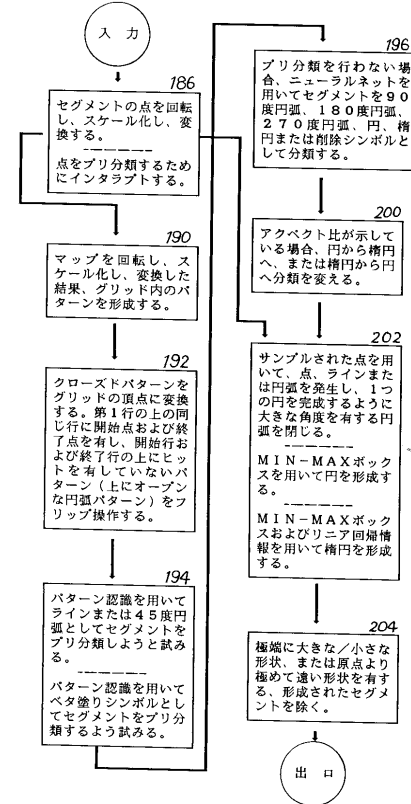 入 力
186
セグメントの点を回転
し、スケール化し、変
換する。
点をプリ分類するため
にインタラプトする。
190
マップを回転し、ス
ケール化し、変換した
結果、グリッド内のパ
ターンを形成する。
192
クローズドパターンを
グリッドの頂点に変換
する。第1行の上の同
じ行に開始点および終
了点を有し、開始行お
よび終了行の上にヒッ
トを有していないパ
ターン（上にオープン
な円弧パターン）をフ
リップ操作する。
194
パターン認識を用いて
ラインまたは45度円
弧としてセグメントを
プリ分類しようと試み
る。
パターン認識を用いて
ベタ塗りシンボルとし
てセグメントをプリ分
類するよう試みる。
196
プリ分類を行わない場
合、ニューラルネットを
用いてセグメントを90
度円弧、180度円弧、
270度円弧、円、楕
円または削除シンボルと
して分類する。
200
アクペクト比が示して
いる場合、円から楕円
へ、または楕円から円
へ分類を変える。
202
サンプルされた点を用
いて、点、ラインまた
は円弧を発生し、1つ
の円を完成するように
大きな角度を有する円
弧を閉じる。
MIN－MAXボック
スを用いて円を形成す
る。
MIN－MAXボック
スおよびリニア回帰情
報を用いて楕円を形成
する。
204
極端に大きな／小さな
形状、または原点より
極めて遠い形状を有す
る、形成されたセグメ
ントを除く。
出 口